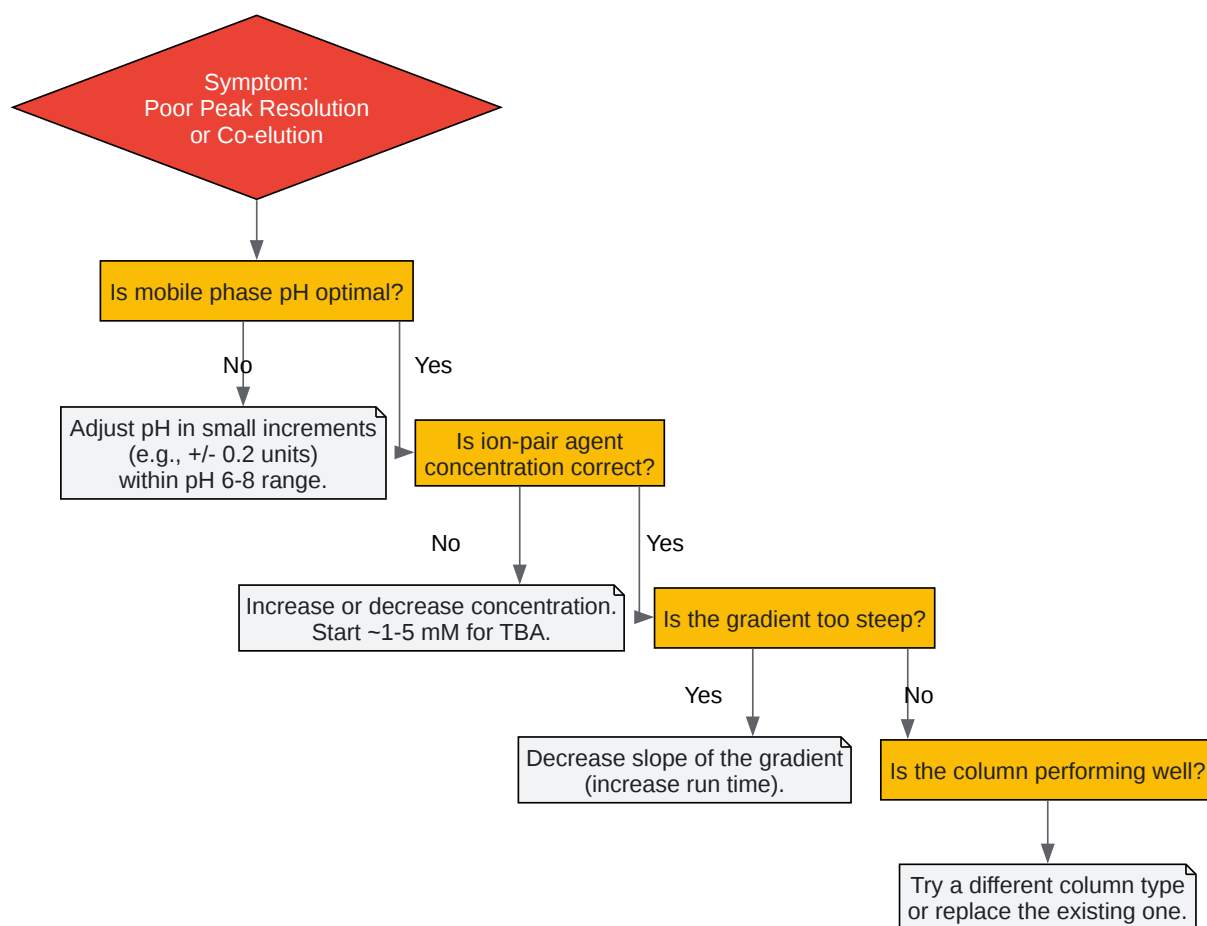 Symptom:
Poor Peak Resolution
or Co-elution
Is mobile phase pH optimal?
No
Yes
Adjust pH in small increments
(e.g., +/- 0.2 units)
within pH 6-8 range.
Is ion-pair agent
concentration correct?
No
Yes
Increase or decrease concentration.
Start ~1-5 mM for TBA.
Is the gradient too steep?
Yes
No
Decrease slope of the gradient
(increase run time).
Is the column performing well?
Try a different column type
or replace the existing one.